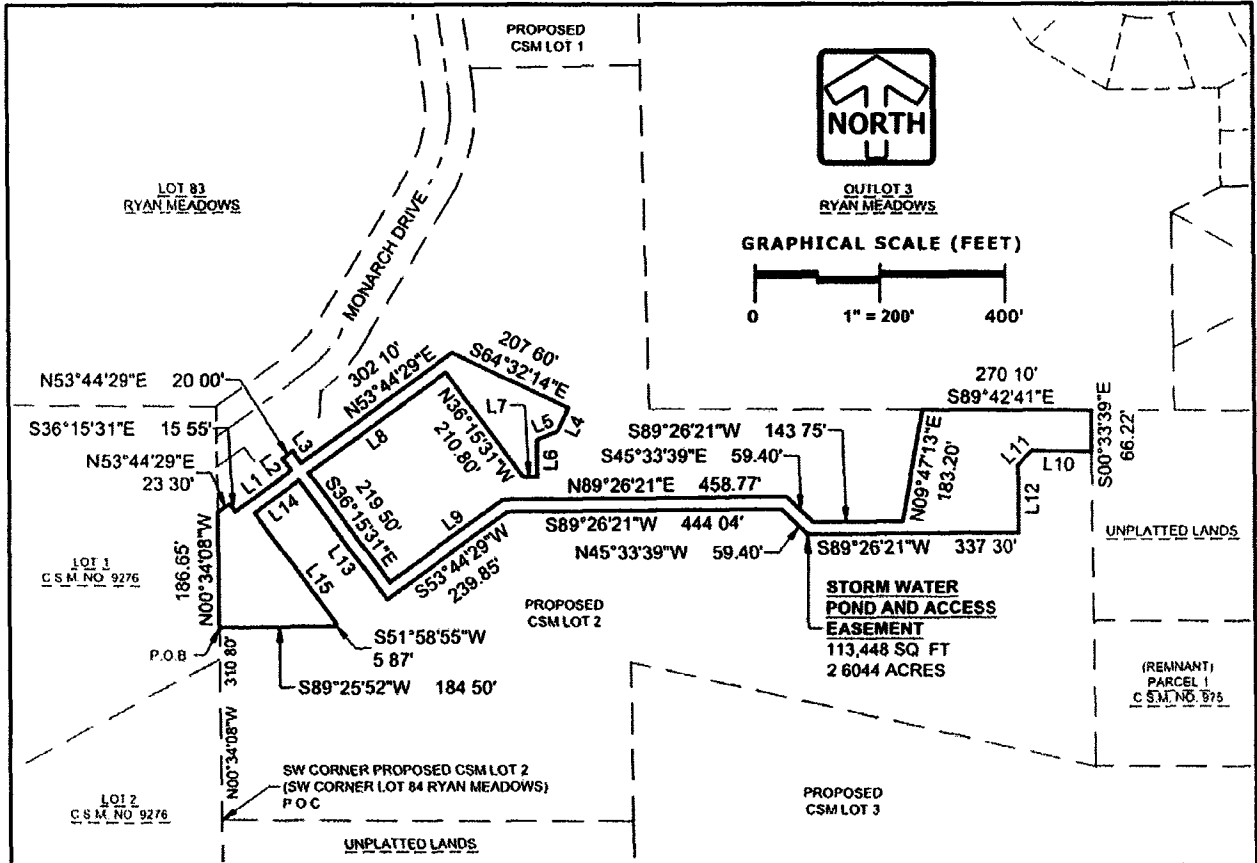 PROPOSED
CSM LOT 1
NORTH
LOT 83
RYAN MEADOWS
OUTLOT 3
RYAN MEADOWS
MONARCH DRIVE
GRAPHICAL SCALE (FEET)
0 1" = 200' 400'
207 60'
S64°32'14"E
302 10'
N53°44'29"E
N53°44'29"E 20 00'
S36°15'31"E 15 55'
N53°44'29"E
23 30'
L1
L2
L3
L8
L7
L5
L4
L6
N36°15'31"W
210.80'
270 10'
S89°42'41"E
S00°33'39"E
66.22'
S89°26'21"W 143 75'
S45°33'39"E 59.40'
N09°47'13"E
183.20'
L11
L10
L12
N89°26'21"E 458.77'
S89°26'21"W 444 04'
N45°33'39"W 59.40'
S89°26'21"W 337 30'
219 50'
S36°15'31"E
L9
L14
L13
L15
S53°44'29"W
239.85'
186.65'
N00°34'08"W
LOT 1
C S.M. NO 9276
UNPLATTED LANDS
PROPOSED
CSM LOT 2
STORM WATER
POND AND ACCESS
EASEMENT
113,448 SQ FT
2 6044 ACRES
P.O.B
S51°58'55"W
5 87'
S89°25'52"W 184 50'
310 80'
N00°34'08"W
(REMNANT)
PARCEL 1
C S.M. NO. 975
SW CORNER PROPOSED CSM LOT 2
(SW CORNER LOT 84 RYAN MEADOWS)
P O C
LOT 2
C S.M. NO 9276
PROPOSED
CSM LOT 3
UNPLATTED LANDS